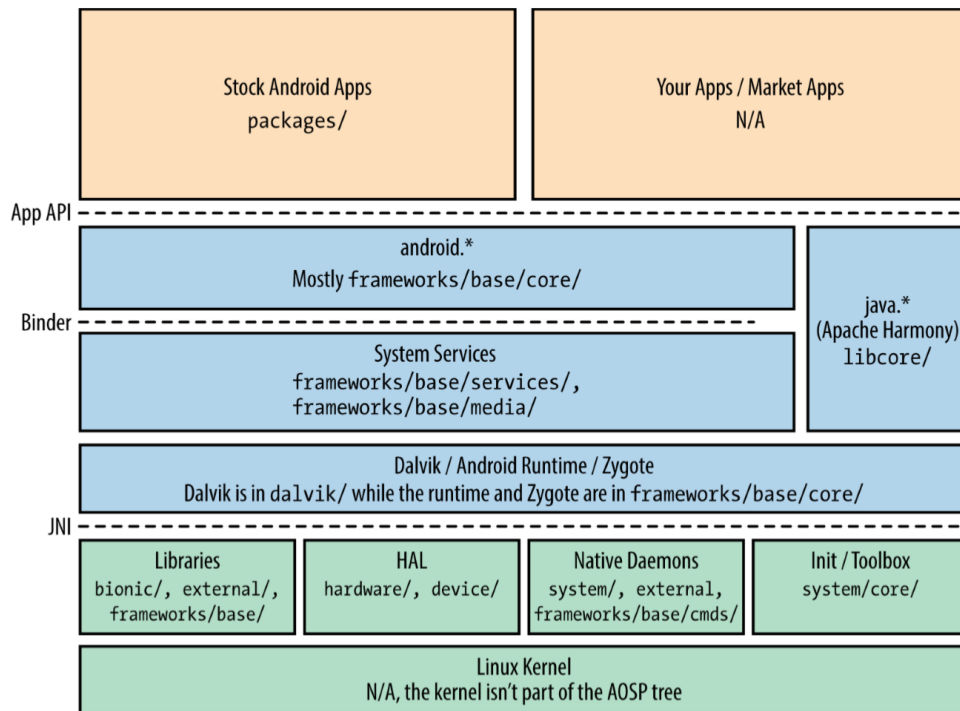 Stock Android Apps
packages/
Your Apps / Market Apps
N/A
App API
android.*
Mostly frameworks/base/core/
java.*
(Apache Harmony)
libcore/
Binder
System Services
frameworks/base/services/,
frameworks/base/media/
Dalvik / Android Runtime / Zygote
Dalvik is in dalvik/ while the runtime and Zygote are in frameworks/base/core/
JNI
Libraries
bionic/, external/,
frameworks/base/
HAL
hardware/, device/
Native Daemons
system/, external,
frameworks/base/cmds/
Init / Toolbox
system/core/
Linux Kernel
N/A, the kernel isn’t part of the AOSP tree